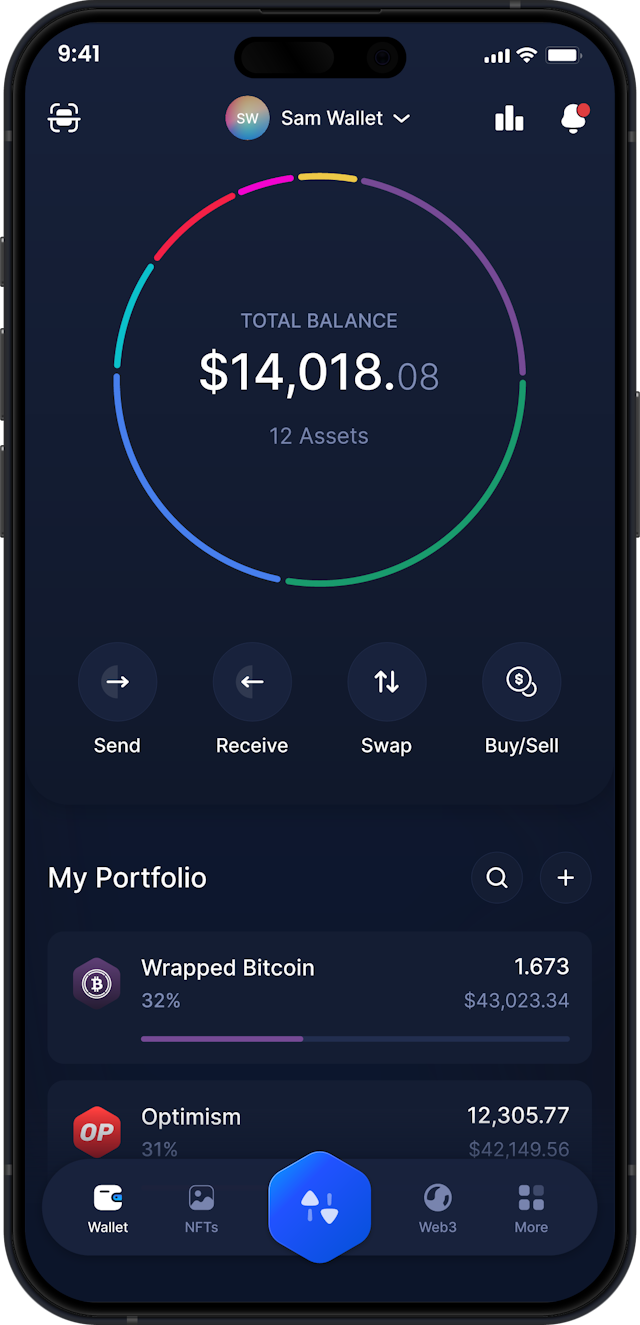 9:41
SW Sam Wallet
TOTAL BALANCE
$14,018.08
12 Assets
$
Send Receive Swap Buy/Sell
My Portfolio
Wrapped Bitcoin 1.673
32% $43,023.34
OP Optimism 12,305.77
31% $42,149.56
Wallet NFTs Web3 More